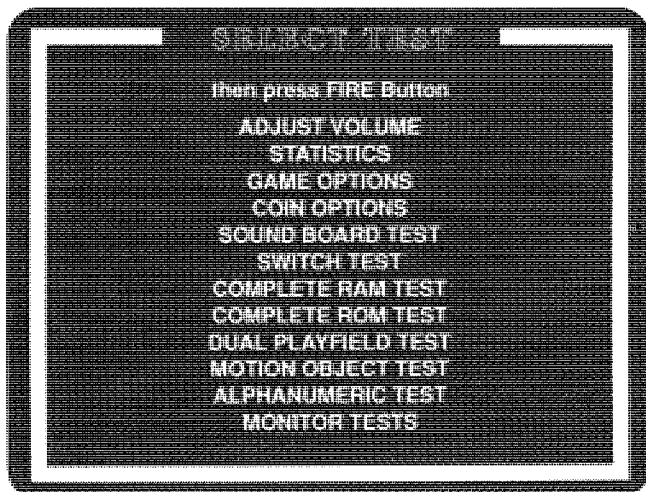 SELECT TEST
then press FIRE Button
ADJUST VOLUME
STATISTICS
GAME OPTIONS
COIN OPTIONS
SOUND BOARD TEST
SWITCH TEST
COMPLETE RAM TEST
COMPLETE ROM TEST
DUAL PLAYFIELD TEST
MOTION OBJECT TEST
ALPHANUMERIC TEST
MONITOR TESTS